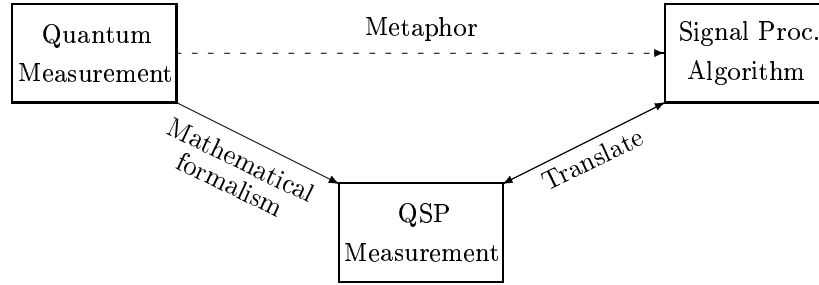 Quantum
Measurement
Metaphor
Signal Proc.
Algorithm
Mathematical
formalism
Translate
QSP
Measurement